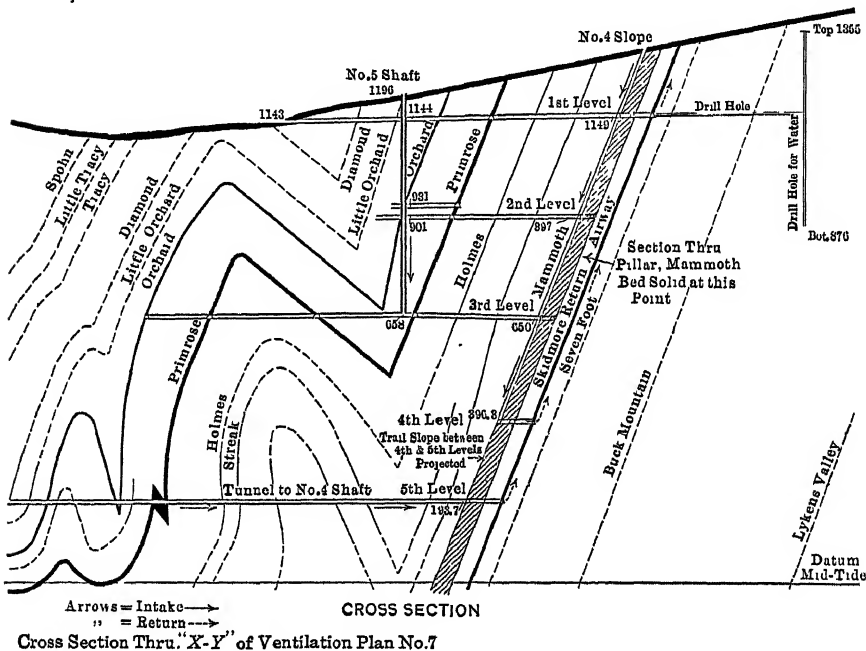 Top 1355
No.4 Slope
No.5 Shaft
1196
1143
1144
1st Level
Drill Hole
1149
Drill Hole for Water
Spohn
Little Tracy
Tracy
Diamond
Little Orchard
Orchard
Diamond
Little Orchard
Orchard
Primrose
931
2nd Level
901
897
Bot.876
Holmes
Mammoth
Airway
Section Thru
Pillar, Mammoth
Bed Solid at this
Point
3rd Level
658
650
Skidmore Return
Seven Foot
Primrose
Holmes
Streak
4th Level
396.3
Trail Slope between
4th & 5th Levels
Projected
Buck Mountain
Lykens Valley
Tunnel to No.4 Shaft
5th Level
193.7
Datum
Mid-Tide
Arrows = Intake
" = Return
CROSS SECTION
Cross Section Thru."X-Y" of Ventilation Plan No.7